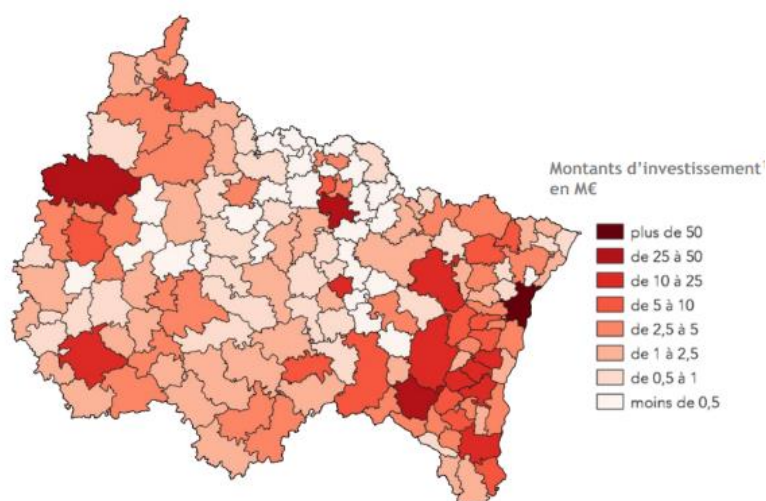 Montants d'investissement¹
en M€
plus de 50
de 25 à 50
de 10 à 25
de 5 à 10
de 2,5 à 5
de 1 à 2,5
de 0,5 à 1
moins de 0,5